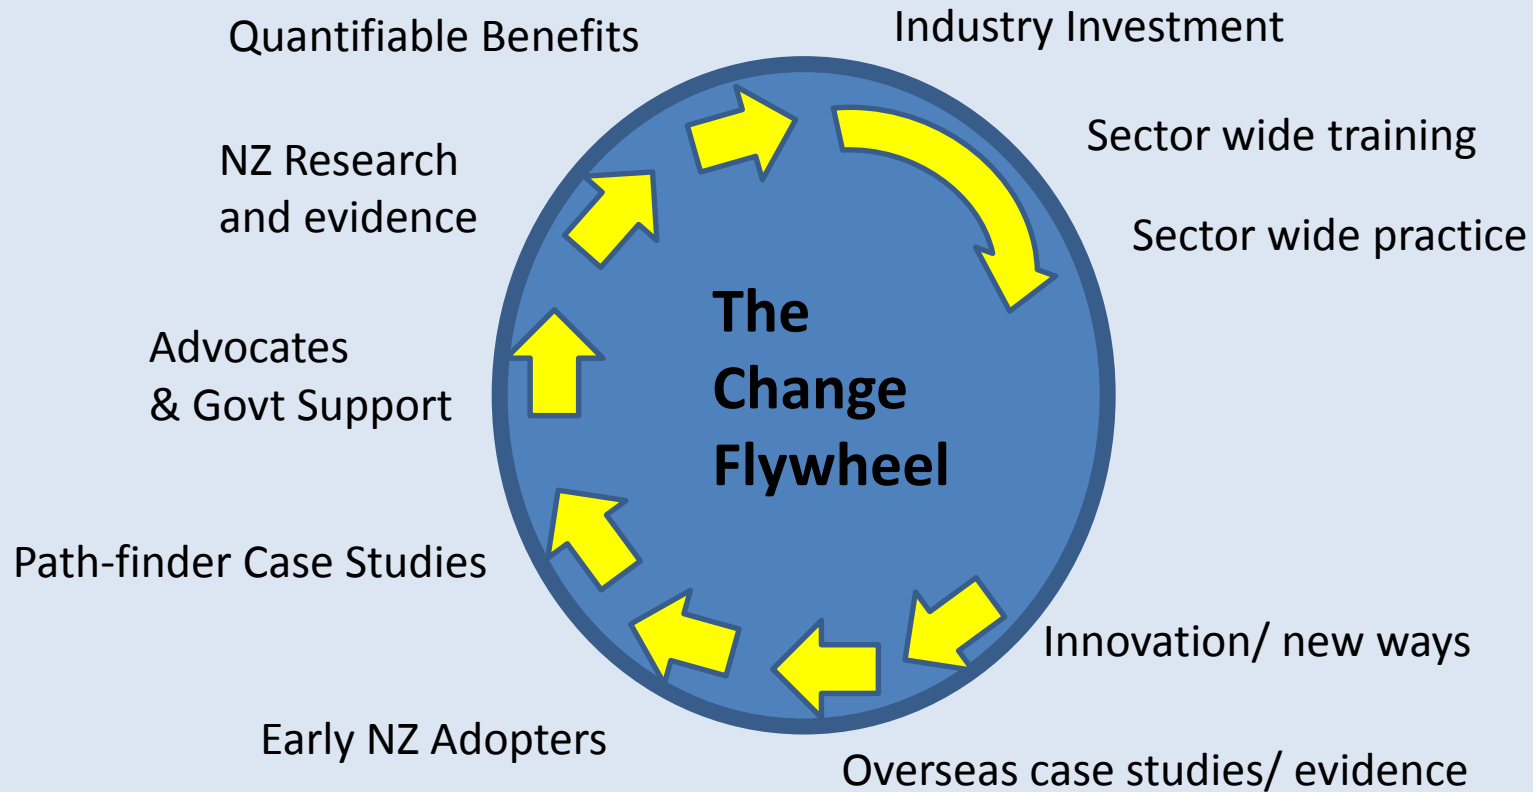 Quantifiable Benefits
Industry Investment
Sector wide training
NZ Research
and evidence
Sector wide practice
The
Change
Flywheel
Advocates
& Govt Support
Path-finder Case Studies
Innovation/ new ways
Early NZ Adopters
Overseas case studies/ evidence